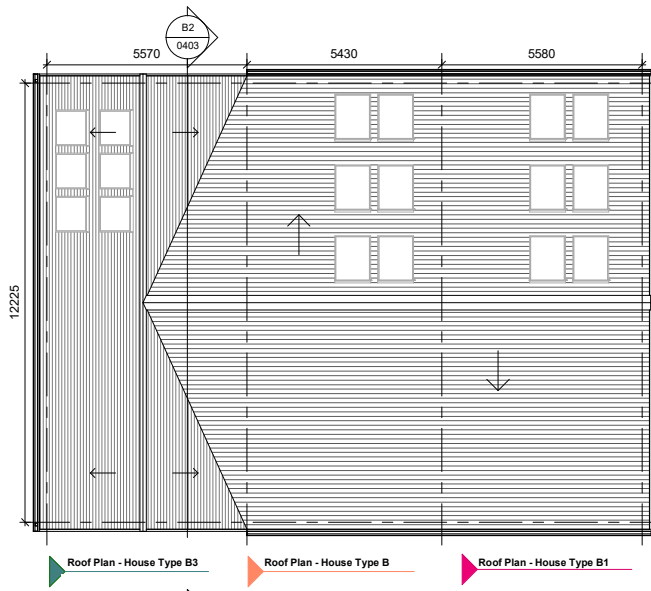 B2
0403
5570
5430
5580
12225
Roof Plan - House Type B3
Roof Plan - House Type B
Roof Plan - House Type B1